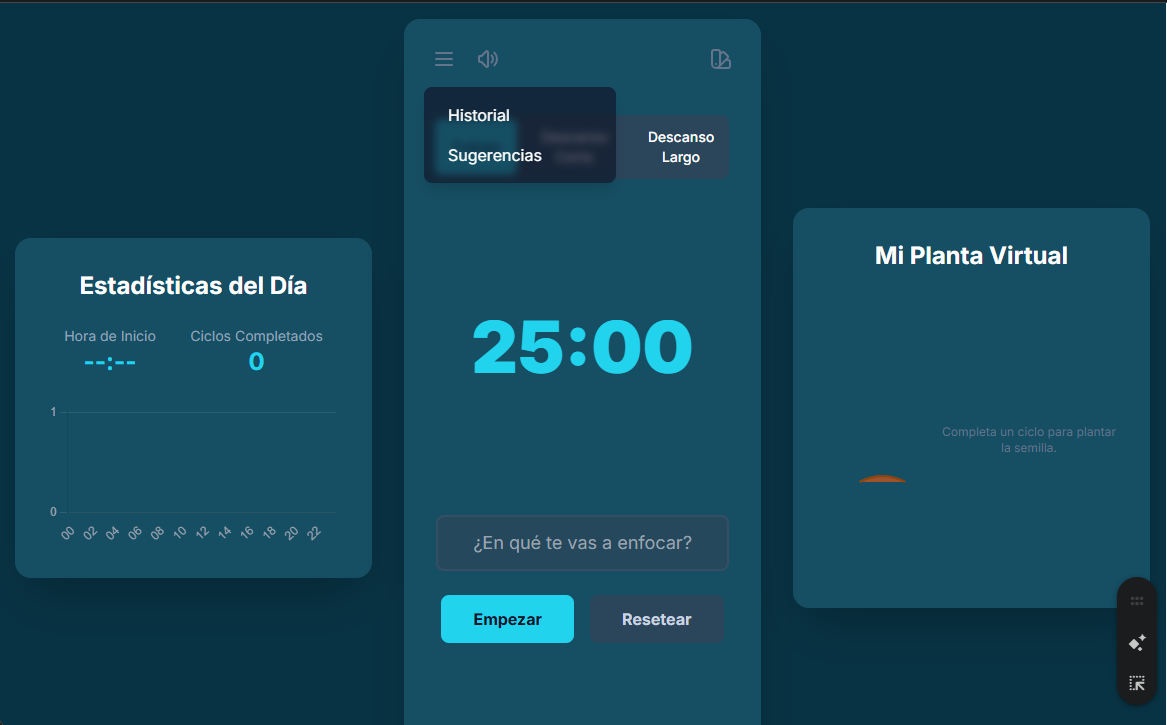 Historial
Sugerencias
Descanso
Largo
Estadísticas del Día
Hora de Inicio
Ciclos Completados
--:--
0
1
0
00 02 04 06 08 10 12 14 16 18 20 22
25:00
¿En qué te vas a enfocar?
Empezar
Resetear
Mi Planta Virtual
Completa un ciclo para plantar
la semilla.